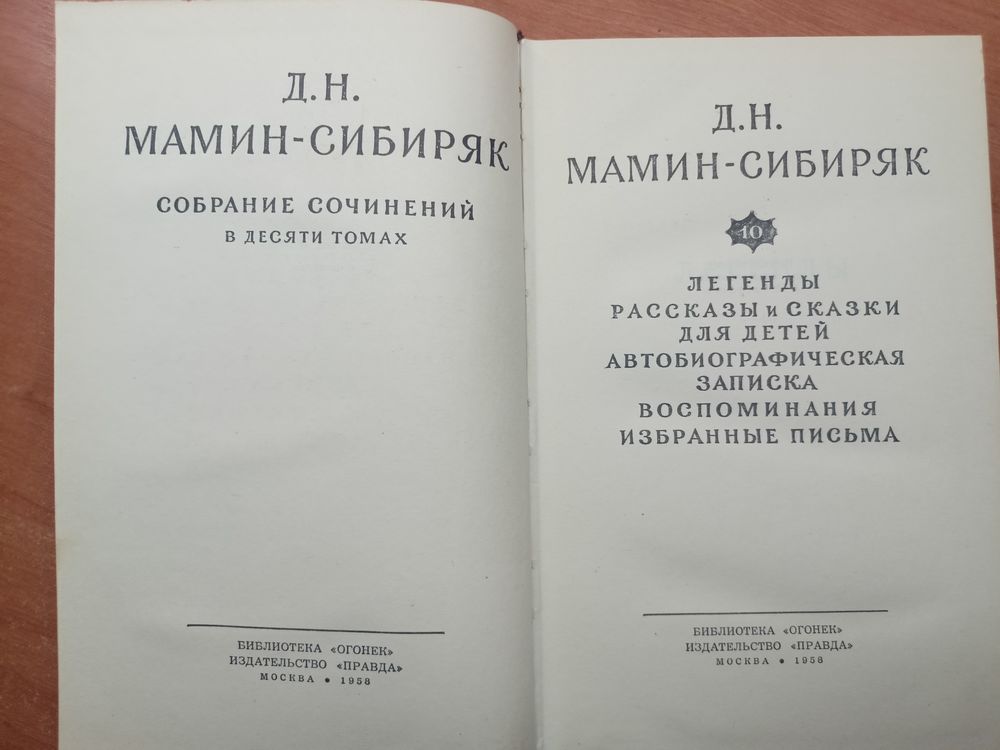 Д.Н.
МАМИН-СИБИРЯК
СОБРАНИЕ СОЧИНЕНИЙ
В ДЕСЯТИ ТОМАХ
БИБЛИОТЕКА «ОГОНЕК»
ИЗДАТЕЛЬСТВО «ПРАВДА»
МОСКВА • 1958
Д.Н.
МАМИН-СИБИРЯК
10
ЛЕГЕНДЫ
РАССКАЗЫ и СКАЗКИ
ДЛЯ ДЕТЕЙ
АВТОБИОГРАФИЧЕСКАЯ
ЗАПИСКА
ВОСПОМИНАНИЯ
ИЗБРАННЫЕ ПИСЬМА
БИБЛИОТЕКА «ОГОНЕК»
ИЗДАТЕЛЬСТВО «ПРАВДА»
МОСКВА • 1958